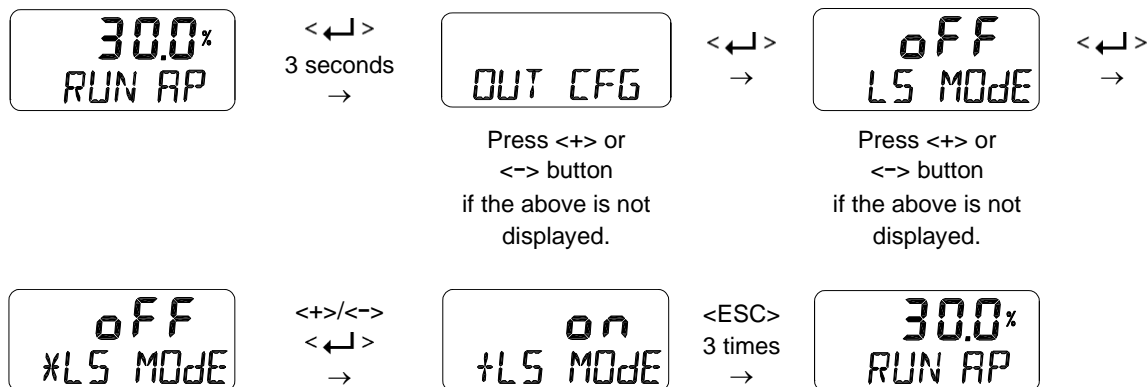 30.0%
RUN AP
<↵>
3 seconds
→
OUT CFG
Press <+> or
<-> button
if the above is not
displayed.
<↵>
→
oFF
LS MOdE
Press <+> or
<-> button
if the above is not
displayed.
<↵>
→
oFF
*LS MOdE
<+>/<->
<↵>
→
on
+LS MOdE
<ESC>
3 times
→
30.0%
RUN AP